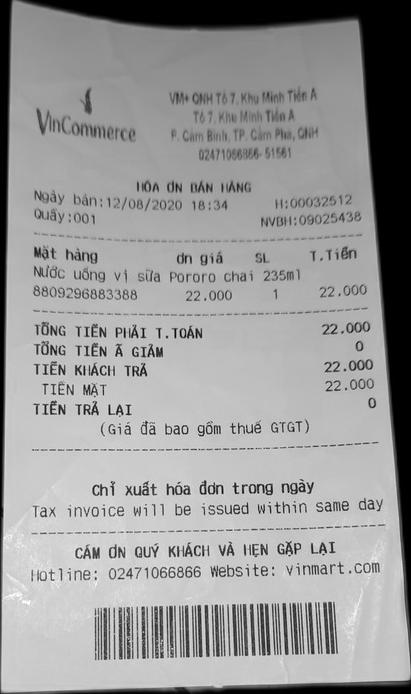 VinCommerce
VM+ QNH Tổ 7, Khu Minh Tiến A
Tổ 7, Khu Minh Tiến A
P. Cẩm Bình, TP. Cẩm Phả, QNH
02471066866-51561
HÓA ƠN BÁN HÀNG
Ngày bán:12/08/2020 18:34 H:00032512
Quầy:001 NVBH:09025438
Mặt hàng ơn giá SL T.Tiền
Nước uống vị sữa Pororo chai 235ml
8809296883388 22.000 1 22.000
TỔNG TIỀN PHẢI T.TOÁN 22.000
TỔNG TIỀN Ã GIẢM 0
TIỀN KHÁCH TRẢ 22.000
TIỀN MẶT 22.000
TIỀN TRẢ LẠI 0
(Giá đã bao gồm thuế GTGT)
Chỉ xuất hóa đơn trong ngày
Tax invoice will be issued within same day
CẢM ƠN QUÝ KHÁCH VÀ HẸN GẶP LẠI
Hotline: 02471066866 Website: vinmart.com